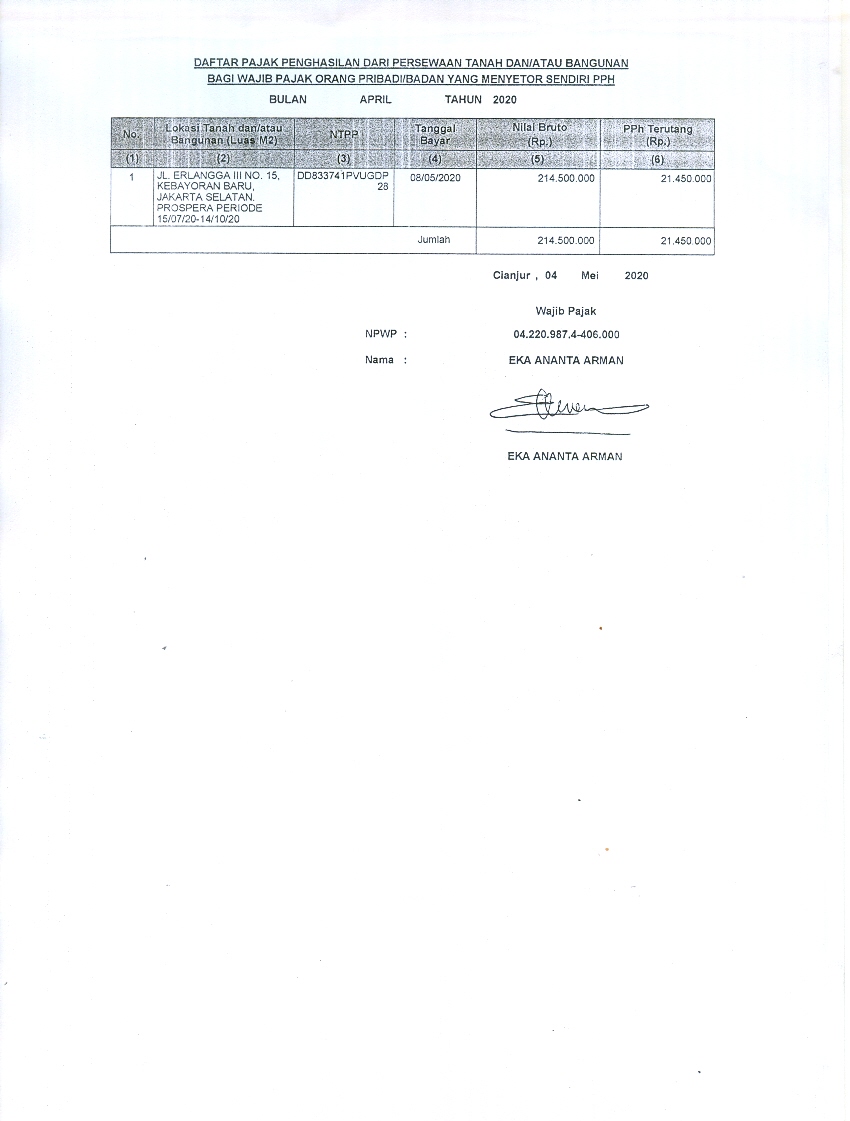 DAFTAR PAJAK PENGHASILAN DARI PERSEWAAN TANAH DAN/ATAU BANGUNAN
BAGI WAJIB PAJAK ORANG PRIBADI/BADAN YANG MENYETOR SENDIRI PPH
BULAN APRIL TAHUN 2020
No. Lokasi Tanah dan/atau Bangunan (Luas M2) NTPP Tanggal Bayar Nilai Bruto (Rp.) PPh Terutang (Rp.)
(1) (2) (3) (4) (5) (6)
1 JL. ERLANGGA III NO. 15, DD833741PVUGDP 08/05/2020 214.500.000 21.450.000
KEBAYORAN BARU, 28
JAKARTA SELATAN.
PROSPERA PERIODE
15/07/20-14/10/20
Jumlah 214.500.000 21.450.000
Cianjur , 04 Mei 2020
Wajib Pajak
NPWP : 04.220.987.4-406.000
Nama : EKA ANANTA ARMAN
EKA ANANTA ARMAN